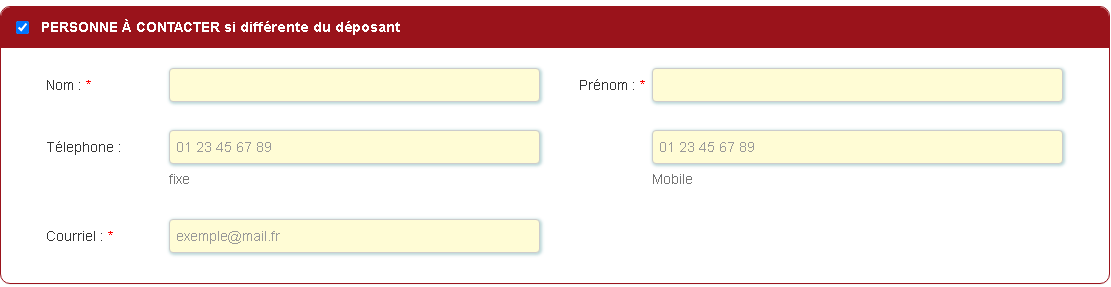 PERSONNE À CONTACTER si différente du déposant
Nom : * Prénom : *
Télephone : 01 23 45 67 89 01 23 45 67 89
fixe Mobile
Courriel : * exemple@mail.fr